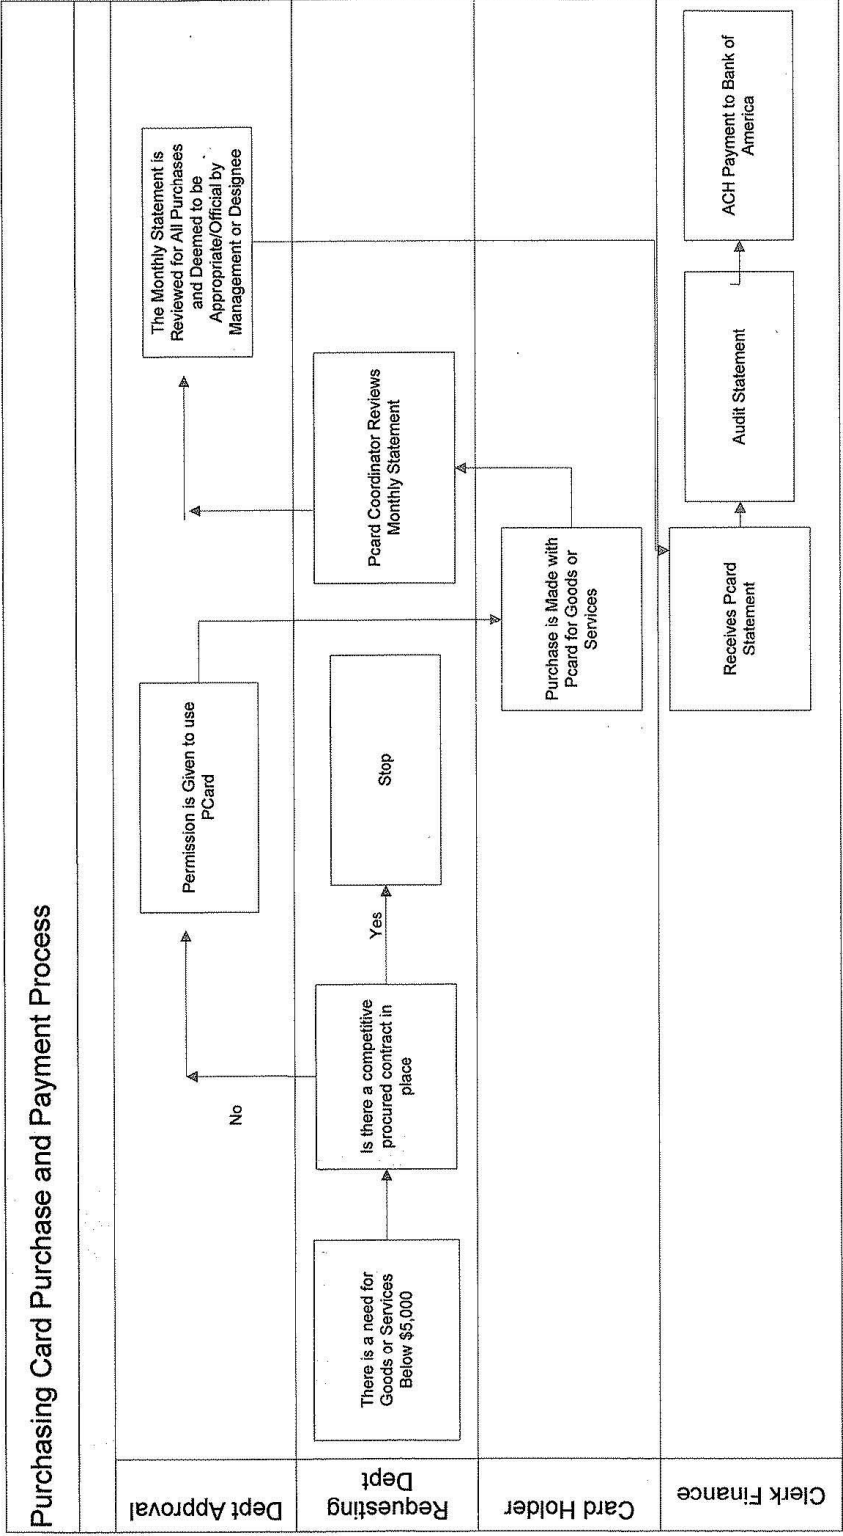 Purchasing Card Purchase and Payment Process
Dept Approval
No
Permission is Given to use
PCard
The Monthly Statement is
Reviewed for All Purchases
and Deemed to be
Appropriate/Official by
Management or Designee
Requesting
Dept
There is a need for
Goods or Services
Below $5,000
Is there a competitive
procured contract in
place
Yes
Stop
Pcard Coordinator Reviews
Monthly Statement
Card Holder
Purchase is Made with
Pcard for Goods or
Services
Clerk Finance
Receives Pcard
Statement
Audit Statement
ACH Payment to Bank of
America